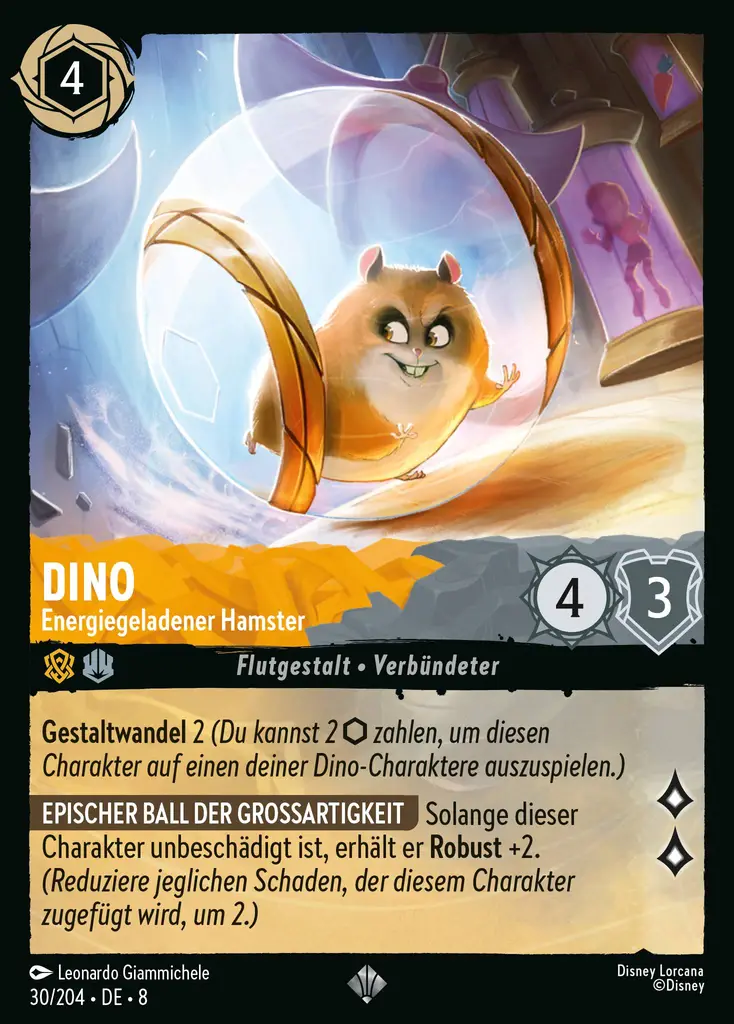 4
DINO
Energiegeladener Hamster
4
3
Flutgestalt • Verbündeter
Gestaltwandel 2 (Du kannst 2 zahlen, um diesen
Charakter auf einen deiner Dino-Charaktere auszuspielen.)
EPISCHER BALL DER GROSSARTIGKEIT Solange dieser
Charakter unbeschädigt ist, erhält er Robust +2.
(Reduziere jeglichen Schaden, der diesem Charakter
zugefügt wird, um 2.)
Leonardo Giammichele
30/204 • DE • 8
Disney Lorcana
©Disney